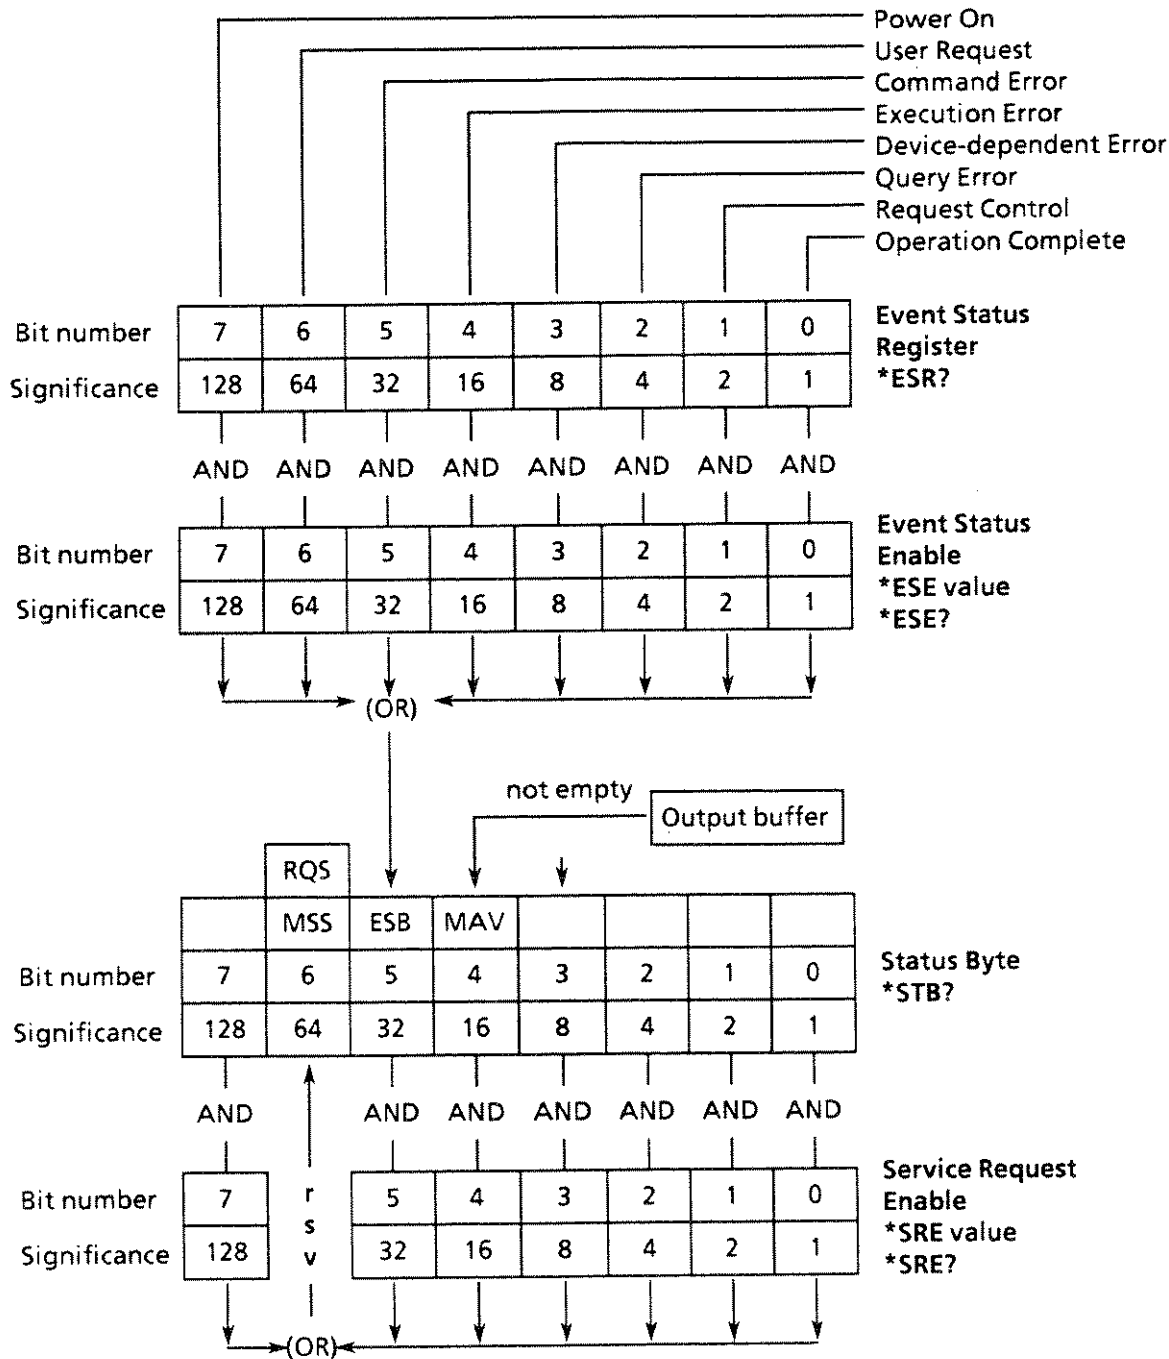 Power On
User Request
Command Error
Execution Error
Device-dependent Error
Query Error
Request Control
Operation Complete
Bit number 7 6 5 4 3 2 1 0 Event Status
Register
Significance 128 64 32 16 8 4 2 1 *ESR?
AND AND AND AND AND AND AND AND
Bit number 7 6 5 4 3 2 1 0 Event Status
Enable
Significance 128 64 32 16 8 4 2 1 *ESE value
*ESE?
(OR)
not empty
Output buffer
RQS
MSS ESB MAV
Bit number 7 6 5 4 3 2 1 0 Status Byte
*STB?
Significance 128 64 32 16 8 4 2 1
AND AND AND AND AND AND AND
Bit number 7 5 4 3 2 1 0 Service Request
Enable
rsv
Significance 128 32 16 8 4 2 1 *SRE value
*SRE?
(OR)